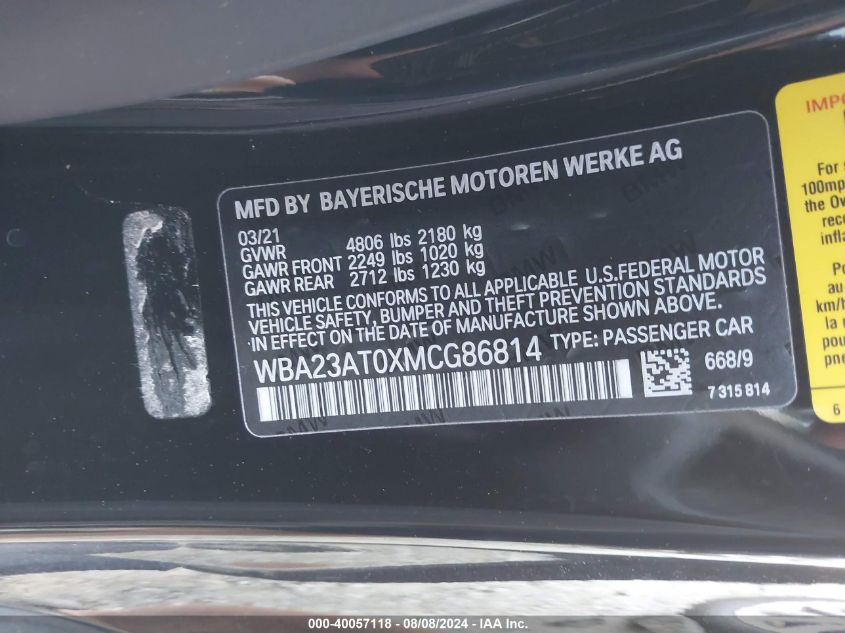 MFD BY BAYERISCHE MOTOREN WERKE AG
03/21
GVWR 4806 lbs 2180 kg
GAWR FRONT 2249 lbs 1020 kg
GAWR REAR 2712 lbs 1230 kg
THIS VEHICLE CONFORMS TO ALL APPLICABLE U.S.FEDERAL MOTOR
VEHICLE SAFETY, BUMPER AND THEFT PREVENTION STANDARDS
IN EFFECT ON THE DATE OF MANUFACTURE SHOWN ABOVE.
WBA23AT0XMCG86814 TYPE: PASSENGER CAR
668/9
7 315 814
IMPO
For
100mp
the Ov
rece
infla
P
au
km/h
la
pou
pne
6
000-40057118 - 08/08/2024 - IAA Inc.